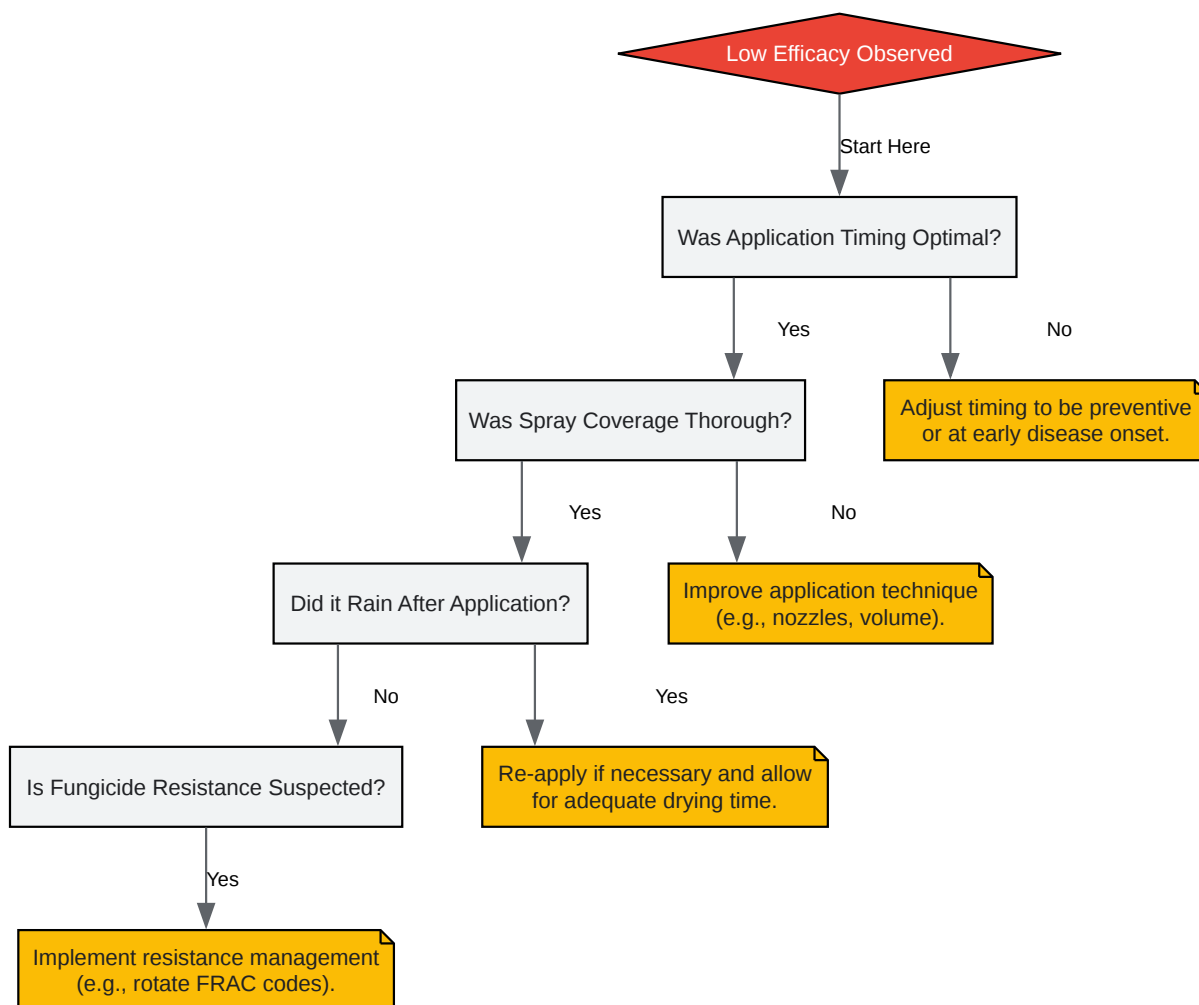 Low Efficacy Observed
Start Here
Was Application Timing Optimal?
Yes
No
Was Spray Coverage Thorough?
Adjust timing to be preventive
or at early disease onset.
Yes
No
Did it Rain After Application?
Improve application technique
(e.g., nozzles, volume).
No
Yes
Is Fungicide Resistance Suspected?
Re-apply if necessary and allow
for adequate drying time.
Yes
Implement resistance management
(e.g., rotate FRAC codes).